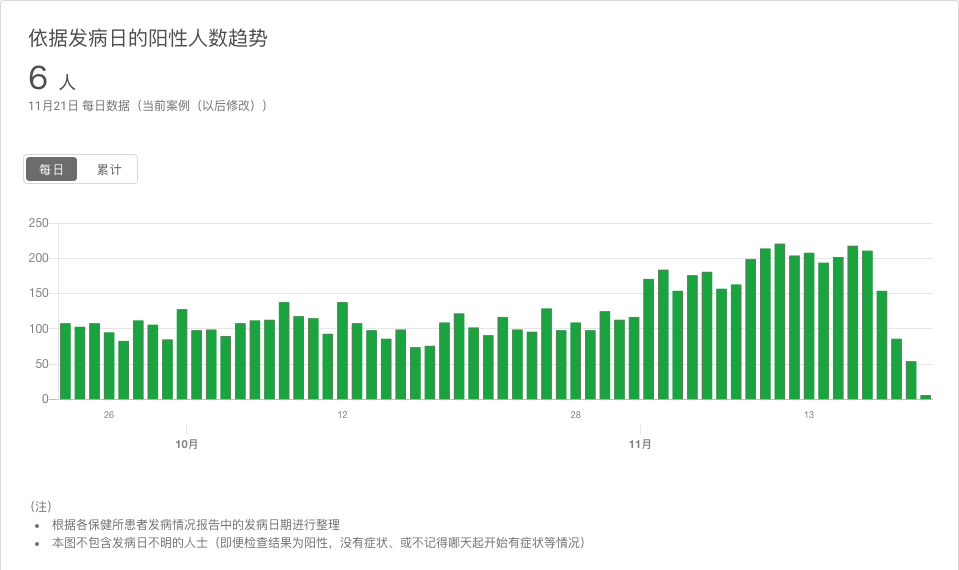 依据发病日的阳性人数趋势
6 人
11月21日 每日数据（当前案例（以后修改））
每日 累计
250
200
150
100
50
0
26 12 28 13
10月 11月
（注）
• 根据各保健所患者发病情况报告中的发病日期进行整理
• 本图不包含发病日不明的人士（即便检查结果为阳性，没有症状、或不记得哪天起开始有症状等情况）